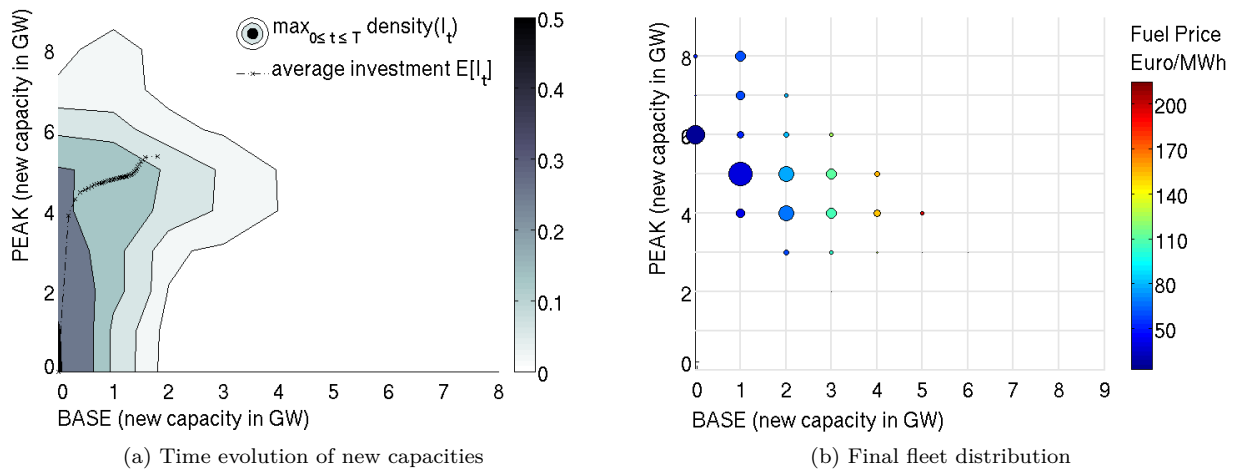 PEAK (new capacity in GW)
8
6
4
2
0
0 1 2 3 4 5 6 7 8
BASE (new capacity in GW)
max_{0≤ t ≤ T} density(I_t)
average investment E[I_t]
0.5
0.4
0.3
0.2
0.1
0
(a) Time evolution of new capacities
PEAK (new capacity in GW)
8
6
4
2
0
0 1 2 3 4 5 6 7 8 9
BASE (new capacity in GW)
Fuel Price
Euro/MWh
200
170
140
110
80
50
(b) Final fleet distribution